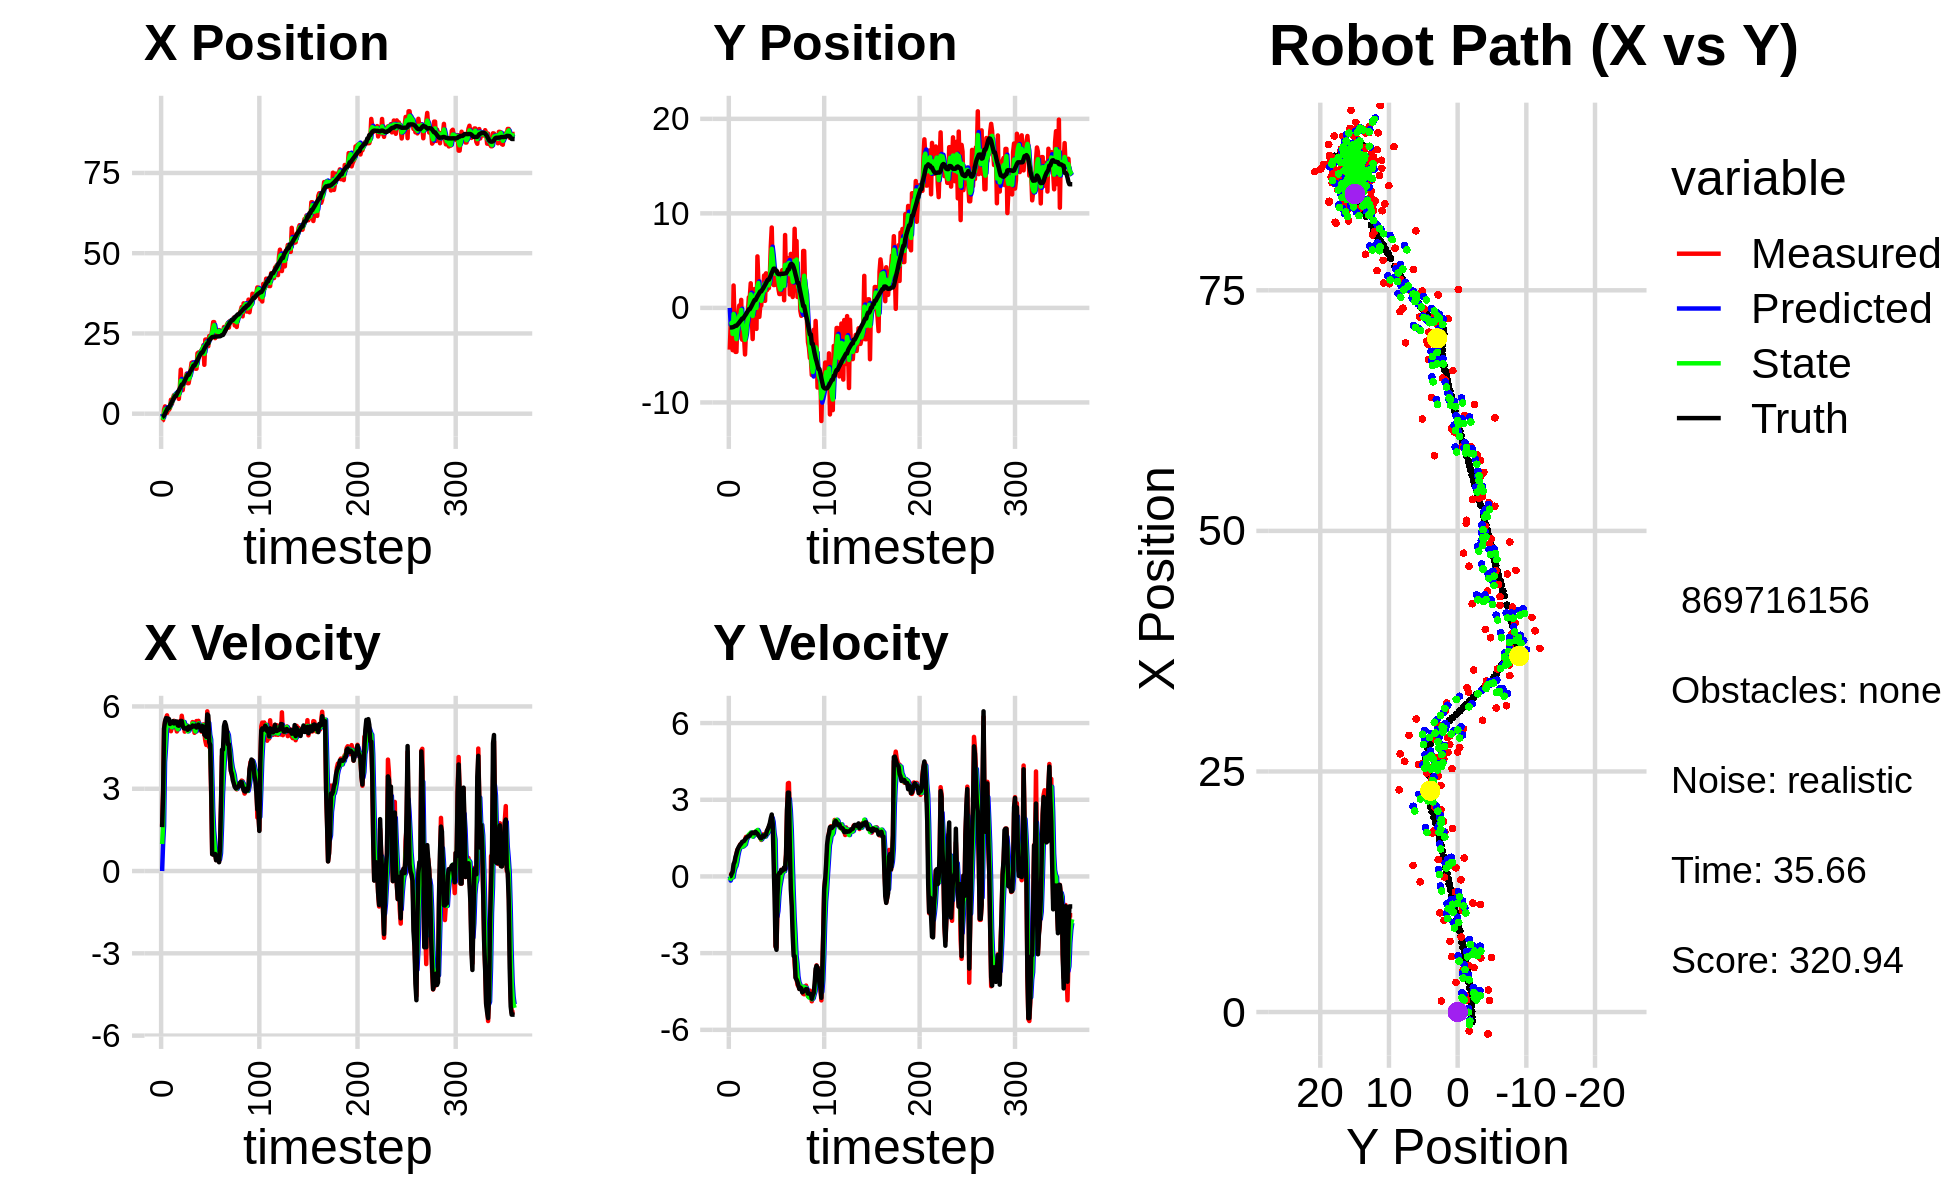 X Position
75
50
25
0
0
100
200
300
timestep
Y Position
20
10
0
-10
0
100
200
300
timestep
X Velocity
6
3
0
-3
-6
0
100
200
300
timestep
Y Velocity
6
3
0
-3
-6
0
100
200
300
timestep
Robot Path (X vs Y)
X Position
75
50
25
0
20 10 0 -10 -20
Y Position
variable
Measured
Predicted
State
Truth
869716156
Obstacles: none
Noise: realistic
Time: 35.66
Score: 320.94